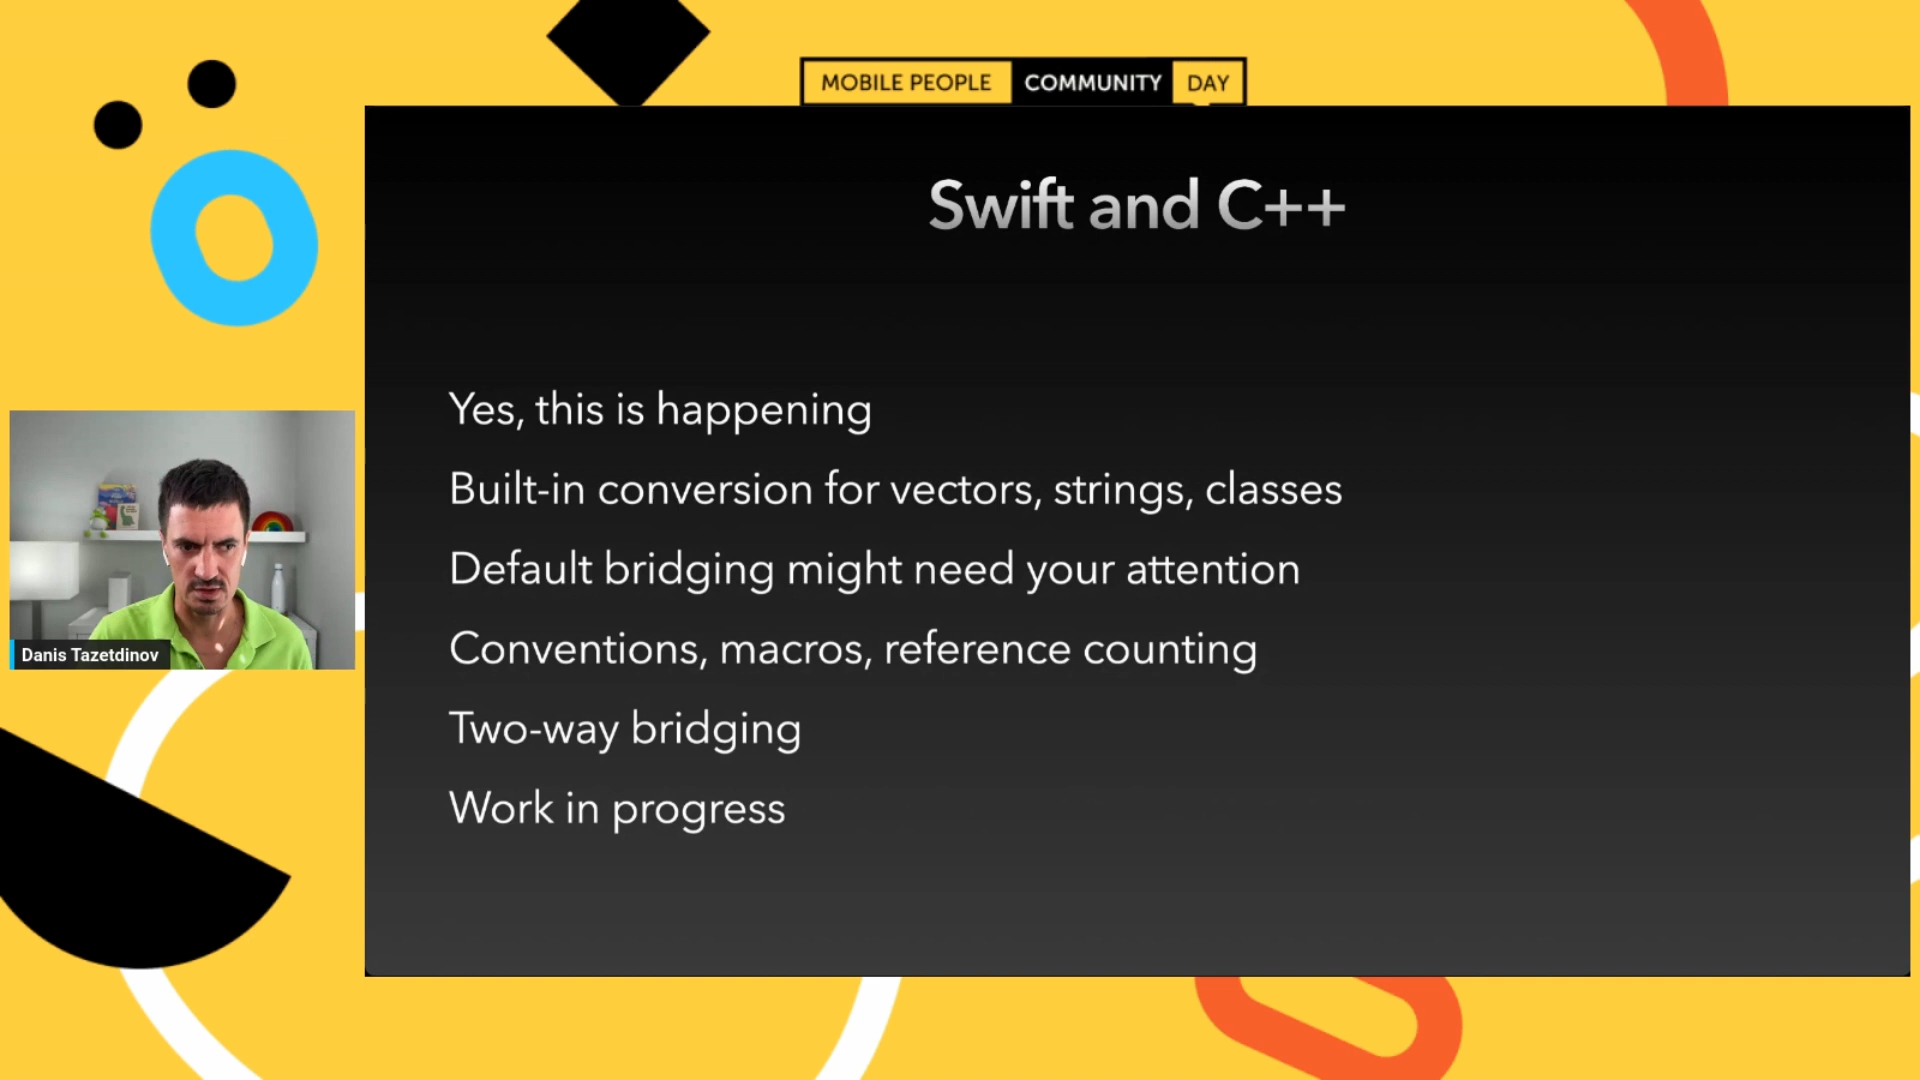 MOBILE PEOPLE COMMUNITY DAY
Swift and C++
Yes, this is happening
Built-in conversion for vectors, strings, classes
Default bridging might need your attention
Conventions, macros, reference counting
Two-way bridging
Work in progress
Danis Tazetdinov